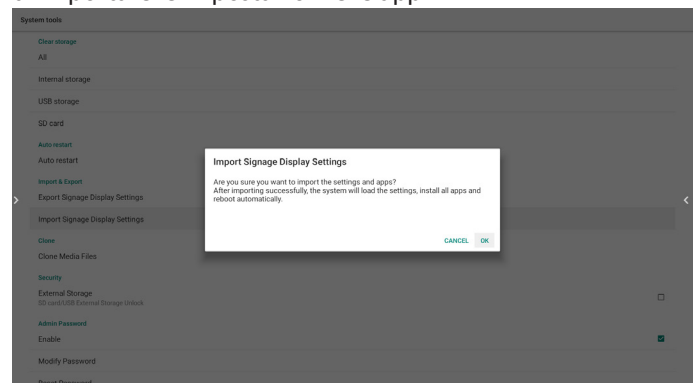 System tools
Clear storage
All
Internal storage
USB storage
SD card
Auto restart
Auto restart
Import & Export
Export Signage Display Settings
Import Signage Display Settings
Clone
Clone Media Files
Security
External Storage
SD card/USB External Storage Unlock
Admin Password
Enable
Modify Password
Import Signage Display Settings
Are you sure you want to import the settings and apps?
After importing successfully, the system will load the settings, install all apps and
reboot automatically.
CANCEL OK